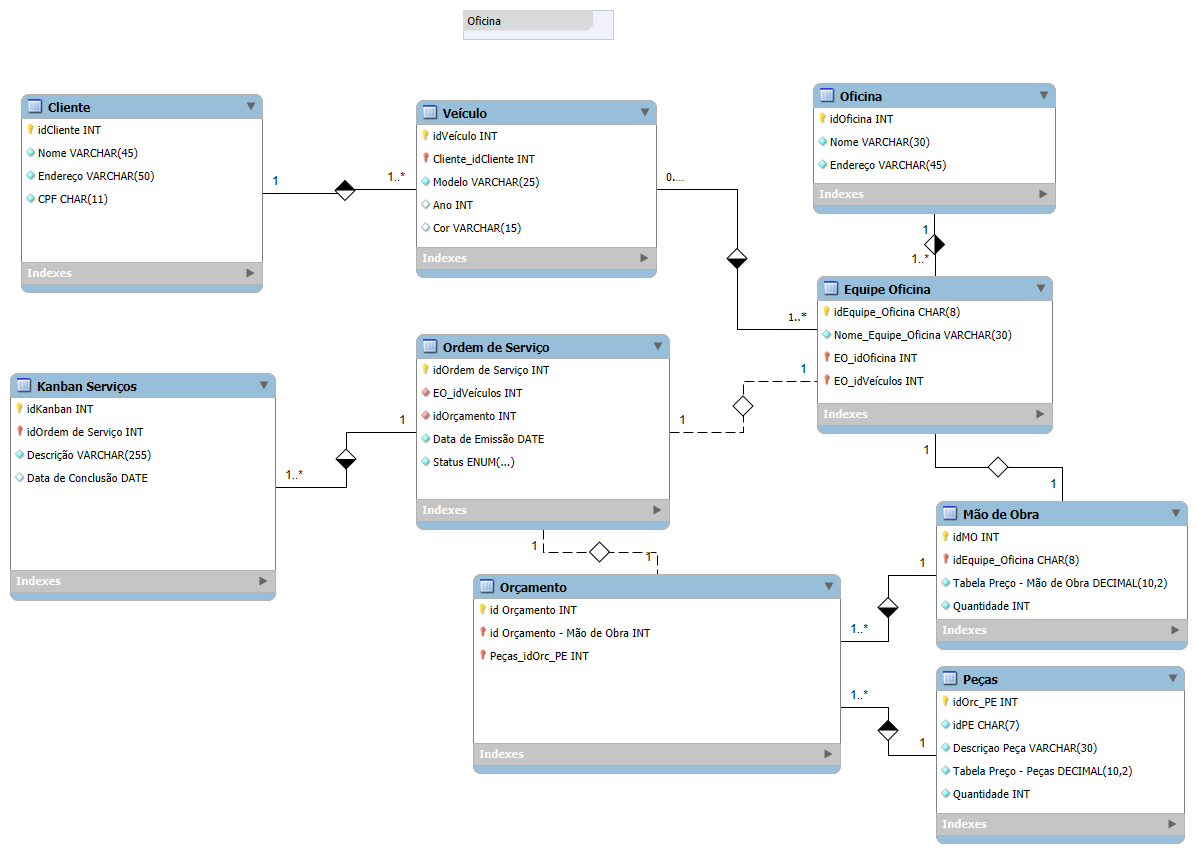 Oficina
Cliente
idCliente INT
Nome VARCHAR(45)
Endereço VARCHAR(50)
CPF CHAR(11)
Indexes
1
1..*
Veículo
idVeículo INT
Cliente_idCliente INT
Modelo VARCHAR(25)
Ano INT
Cor VARCHAR(15)
Indexes
0....
1..*
Oficina
idOficina INT
Nome VARCHAR(30)
Endereço VARCHAR(45)
Indexes
1
1..*
Equipe Oficina
idEquipe_Oficina CHAR(8)
Nome_Equipe_Oficina VARCHAR(30)
EO_idOficina INT
EO_idVeículos INT
Indexes
1
1
Ordem de Serviço
idOrdem de Serviço INT
EO_idVeículos INT
idOrçamento INT
Data de Emissão DATE
Status ENUM(...)
Indexes
1
1..*
Kanban Serviços
idKanban INT
idOrdem de Serviço INT
Descrição VARCHAR(255)
Data de Conclusão DATE
Indexes
1
1
1
1
Mão de Obra
idMO INT
idEquipe_Oficina CHAR(8)
Tabela Preço - Mão de Obra DECIMAL(10,2)
Quantidade INT
Indexes
1
1..*
Orçamento
id Orçamento INT
id Orçamento - Mão de Obra INT
Peças_idOrc_PE INT
Indexes
1..*
1
Peças
idOrc_PE INT
idPE CHAR(7)
Descriçao Peça VARCHAR(30)
Tabela Preço - Peças DECIMAL(10,2)
Quantidade INT
Indexes